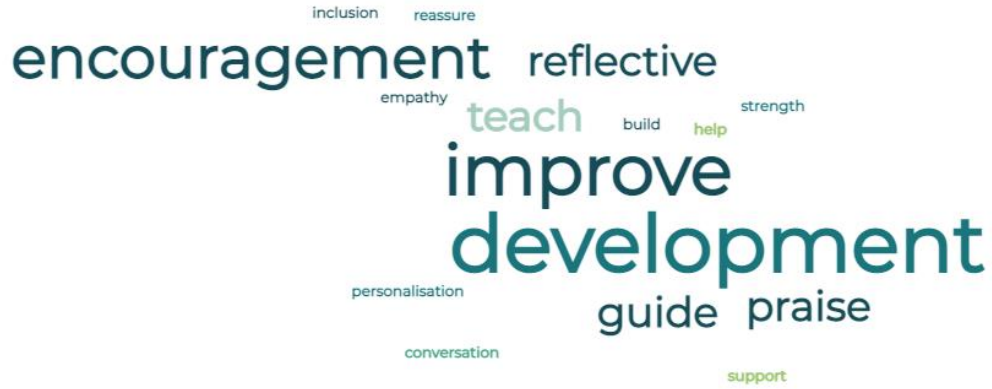 inclusion reassure
encouragement reflective
empathy teach build help strength
improve
development
personalisation
guide praise
conversation
support